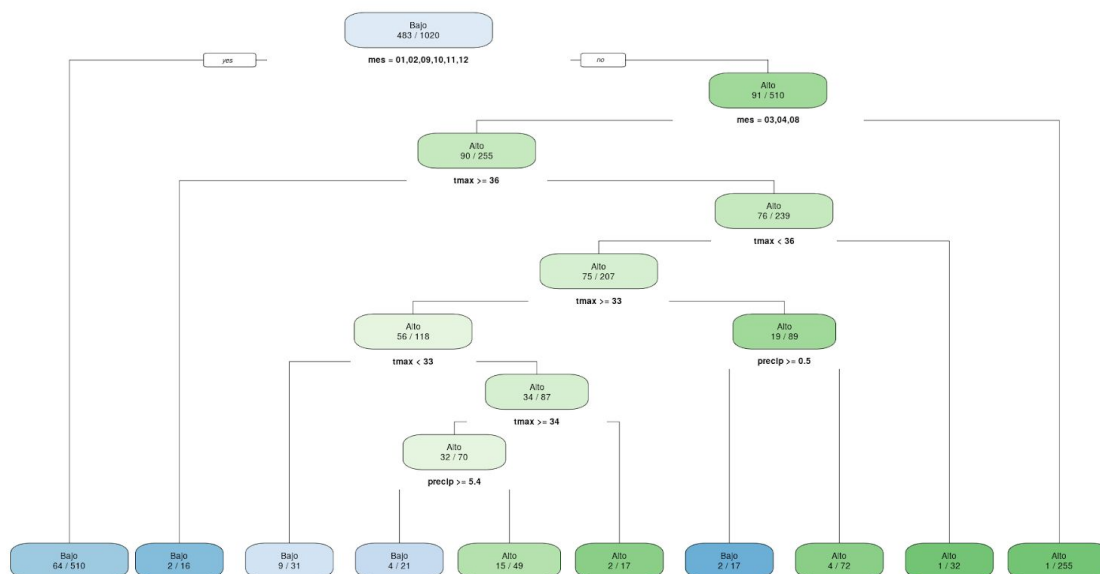 Bajo
483 / 1020
yes
mes = 01,02,09,10,11,12
no
Alto
91 / 510
mes = 03,04,08
Alto
90 / 255
tmax >= 36
Alto
76 / 239
tmax < 36
Alto
75 / 207
tmax >= 33
Alto
56 / 118
tmax < 33
Alto
19 / 89
precip >= 0.5
Alto
34 / 87
tmax >= 34
Alto
32 / 70
precip >= 5.4
Bajo
64 / 510
Bajo
2 / 16
Bajo
9 / 31
Bajo
4 / 21
Alto
15 / 49
Alto
2 / 17
Bajo
2 / 17
Alto
4 / 72
Alto
1 / 32
Alto
1 / 255